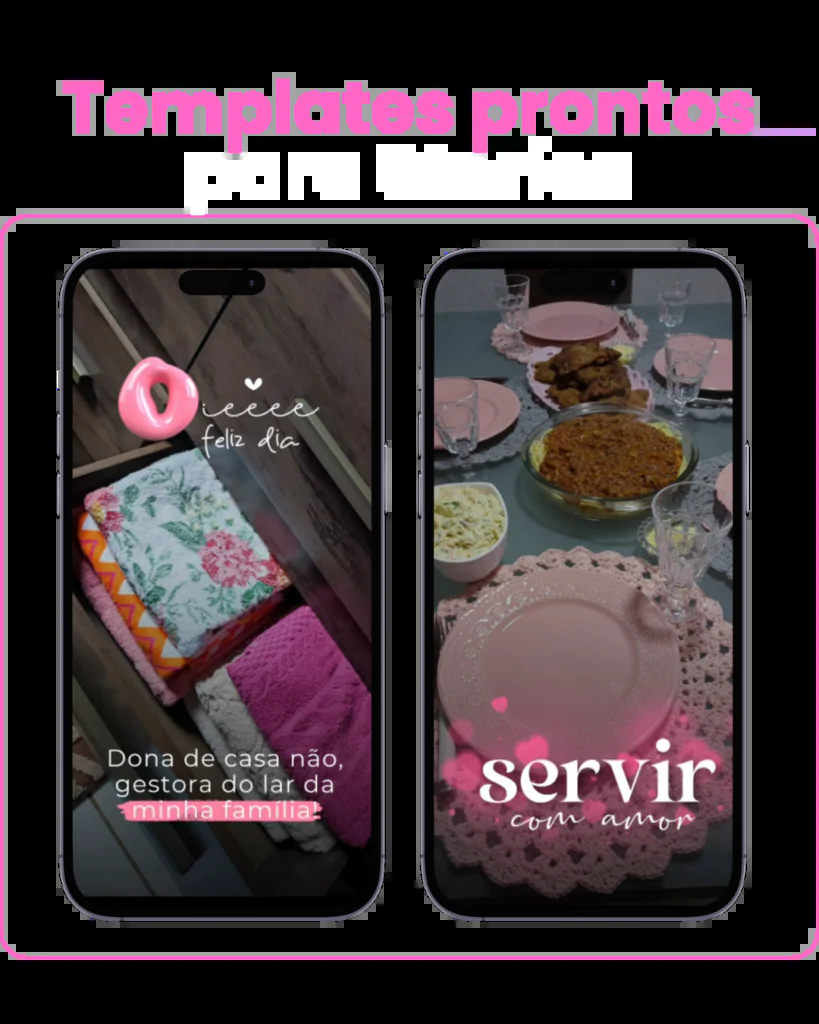 Templates prontos
para Stories
Oieeee
feliz dia
Dona de casa não,
gestora do lar da
minha família!
servir
com amor